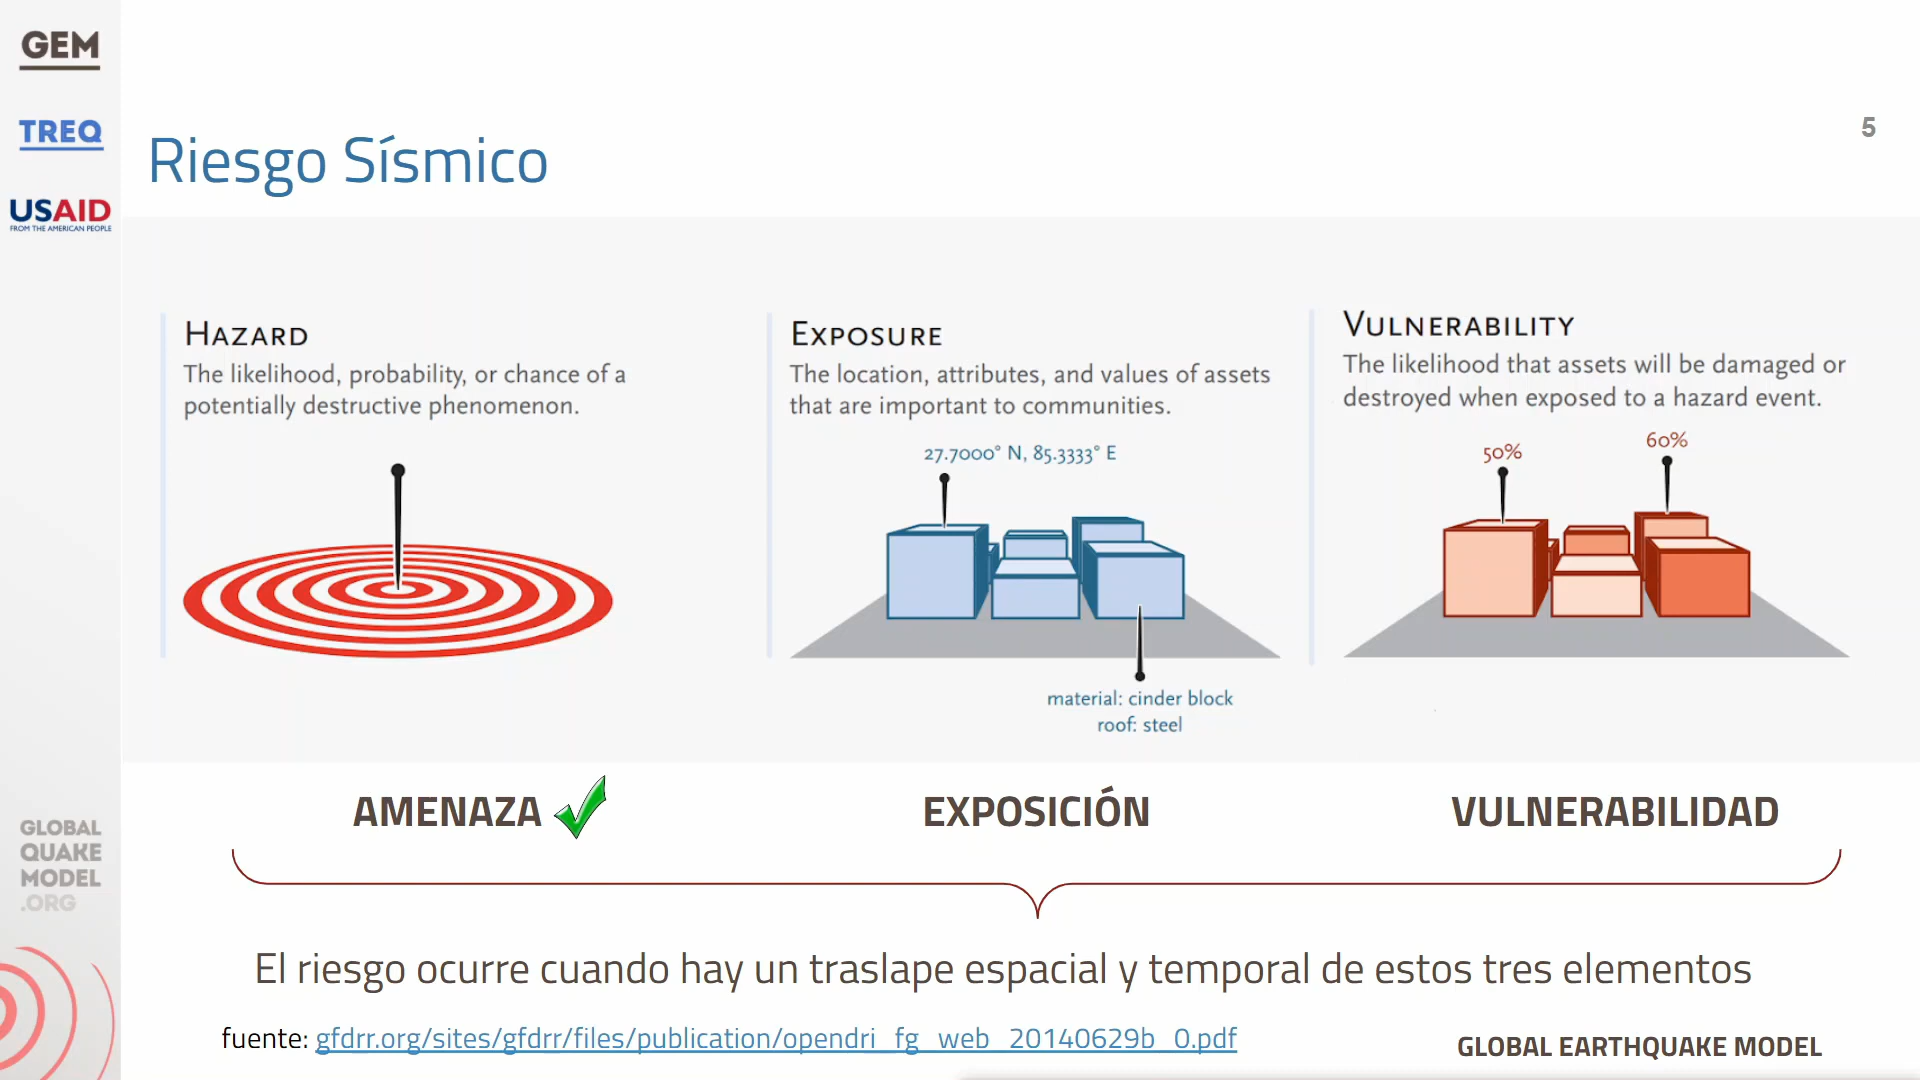 GEM
TREQ
USAID
FROM THE AMERICAN PEOPLE
5
Riesgo Sísmico
HAZARD
The likelihood, probability, or chance of a
potentially destructive phenomenon.
EXPOSURE
The location, attributes, and values of assets
that are important to communities.
27.7000° N, 85.3333° E
material: cinder block
roof: steel
VULNERABILITY
The likelihood that assets will be damaged or
destroyed when exposed to a hazard event.
50%
60%
AMENAZA
EXPOSICIÓN
VULNERABILIDAD
El riesgo ocurre cuando hay un traslape espacial y temporal de estos tres elementos
fuente: gfdrr.org/sites/gfdrr/files/publication/opendri_fg_web_20140629b_0.pdf
GLOBAL EARTHQUAKE MODEL
GLOBAL
QUAKE
MODEL
.ORG